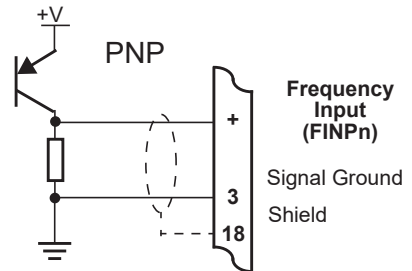 +V
PNP
Frequency
Input
(FINPn)
+
Signal Ground
3
Shield
18